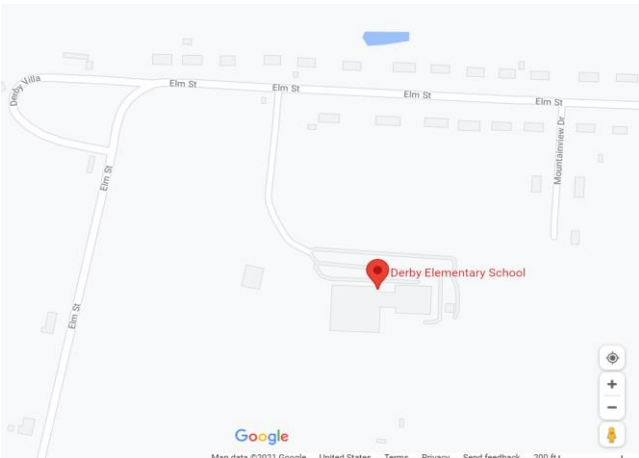 Derby Villa
Elm St
Elm St
Elm St
Elm St
Mountainview Dr
Elm St
Derby Elementary School
Elm St
Google
Map data ©2021 Google United States Terms Privacy Send feedback 200 ft